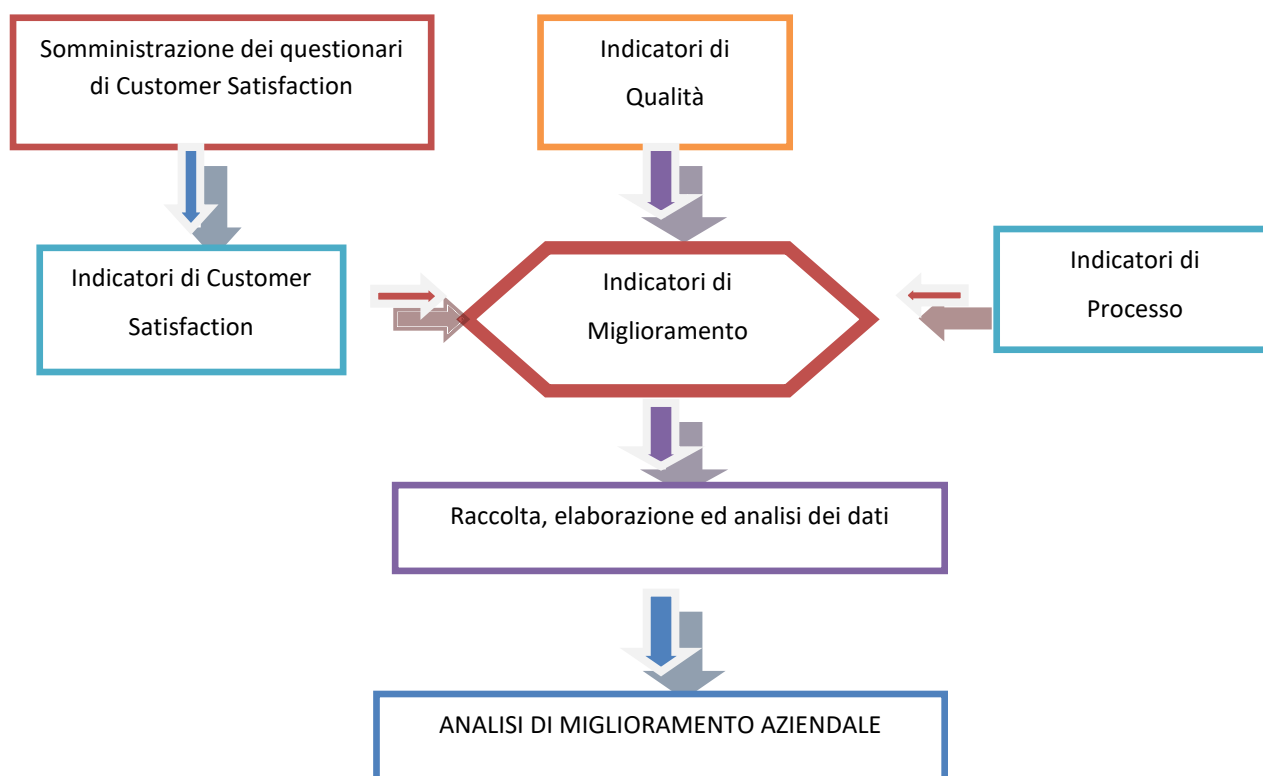 Somministrazione dei questionari
di Customer Satisfaction
Indicatori di
Qualità
Indicatori di Customer
Satisfaction
Indicatori di
Miglioramento
Indicatori di
Processo
Raccolta, elaborazione ed analisi dei dati
ANALISI DI MIGLIORAMENTO AZIENDALE